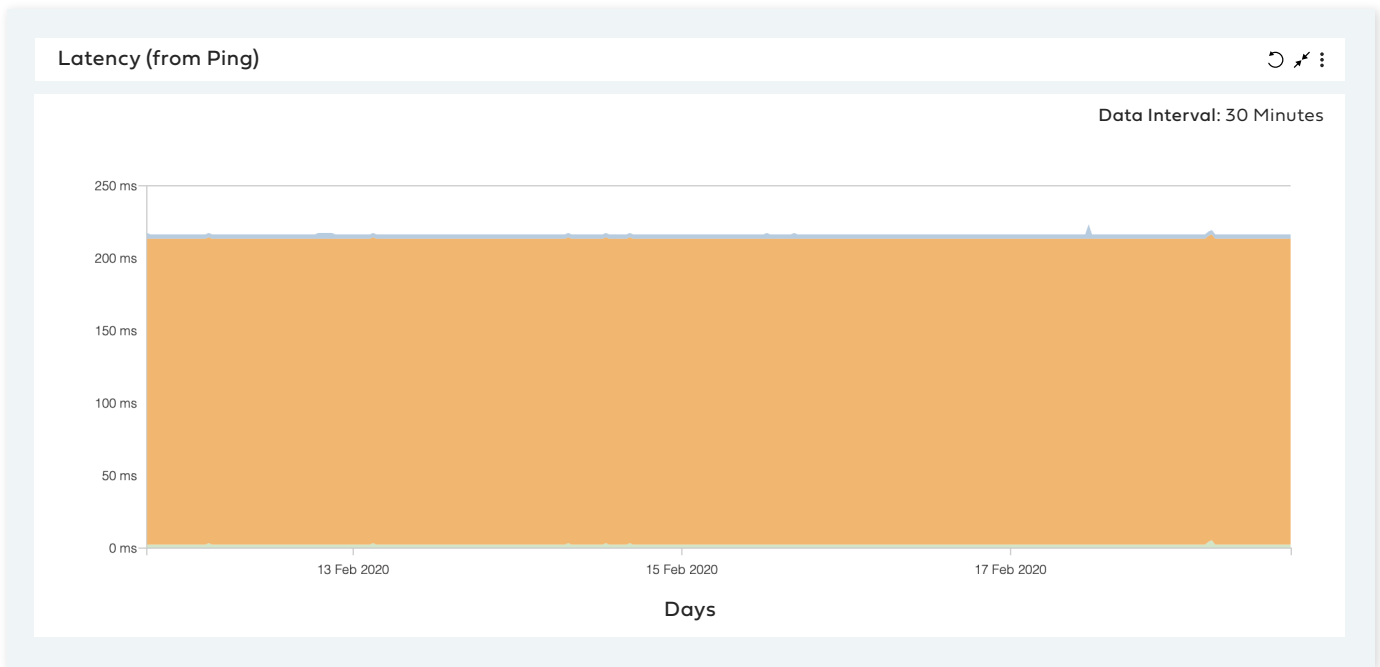 Latency (from Ping)
Data Interval: 30 Minutes
250 ms
200 ms
150 ms
100 ms
50 ms
0 ms
13 Feb 2020
15 Feb 2020
17 Feb 2020
Days